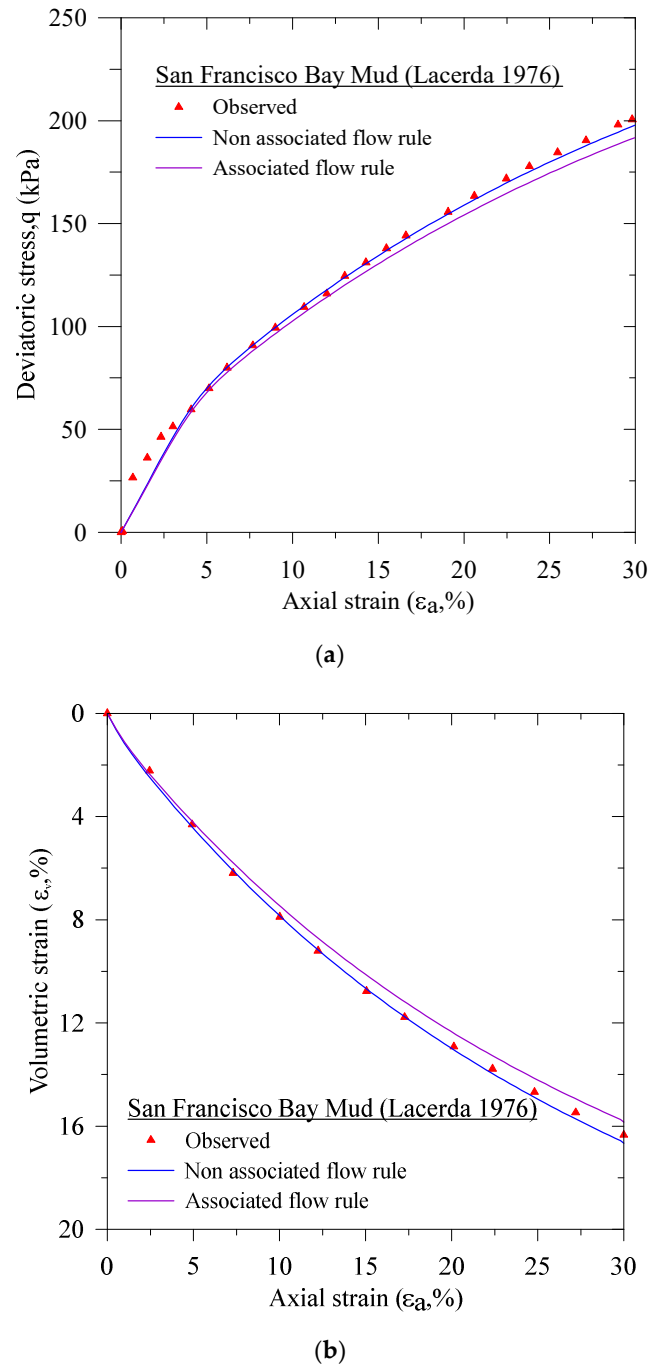 250
200
150
100
50
0
Deviatoric stress,q (kPa)
San Francisco Bay Mud (Lacerda 1976)
Observed
Non associated flow rule
Associated flow rule
0 5 10 15 20 25 30
Axial strain (εa,%)
(a)
0
4
8
12
16
20
Volumetric strain (εv,%)
San Francisco Bay Mud (Lacerda 1976)
Observed
Non associated flow rule
Associated flow rule
0 5 10 15 20 25 30
Axial strain (εa,%)
(b)